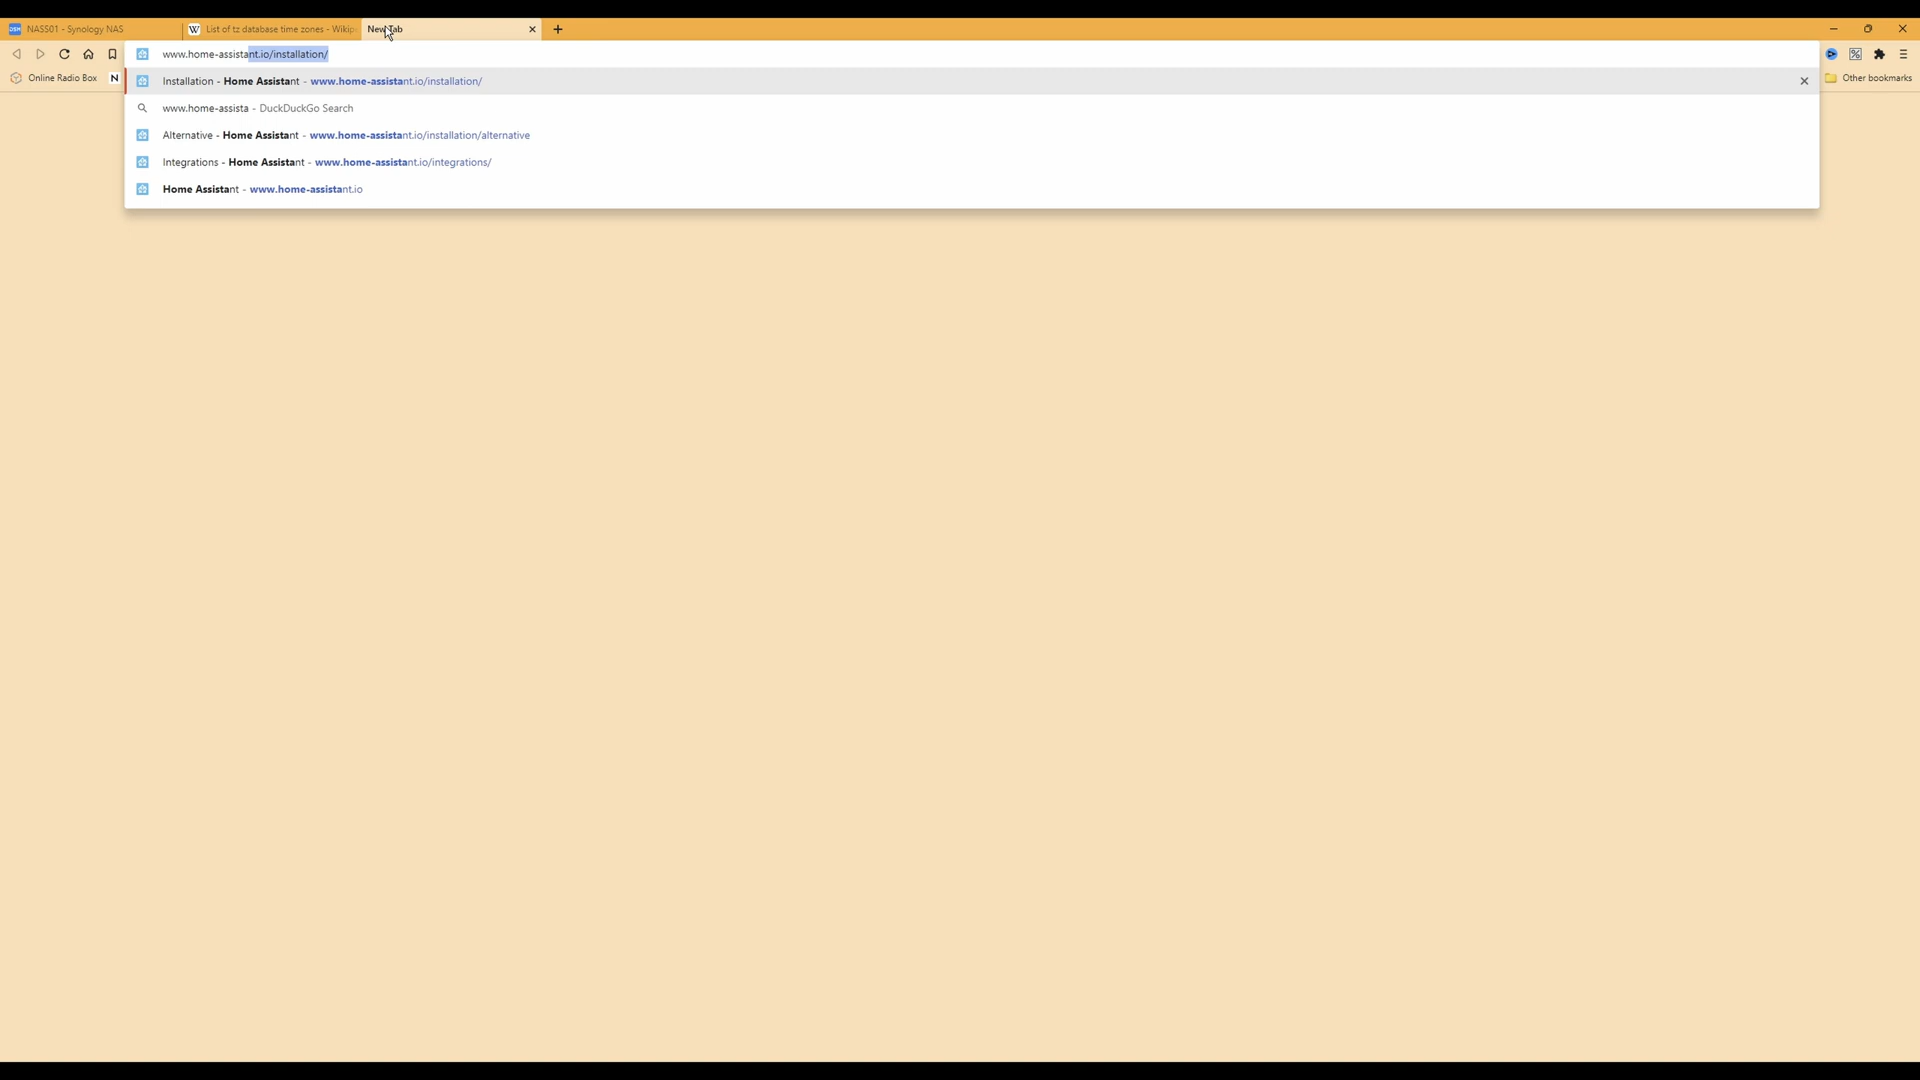 NASS01 - Synology NAS
List of tz database time zones - Wikip
New Tab
www.home-assistant.io/installation/
Online Radio Box
N
Installation - Home Assistant - www.home-assistant.io/installation/
Other bookmarks
www.home-assista - DuckDuckGo Search
Alternative - Home Assistant - www.home-assistant.io/installation/alternative
Integrations - Home Assistant - www.home-assistant.io/integrations/
Home Assistant - www.home-assistant.io